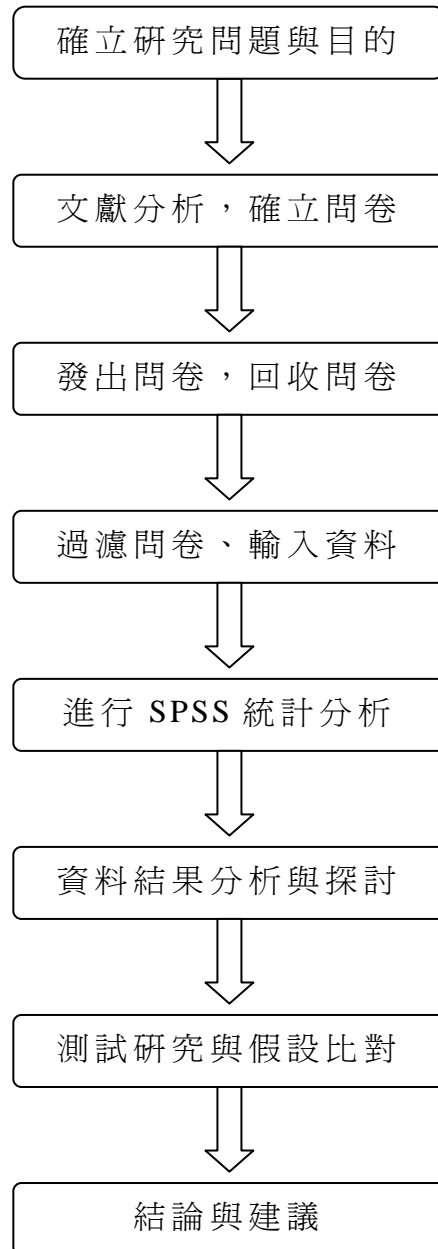 確立研究問題與目的
文獻分析，確立問卷
發出問卷，回收問卷
過濾問卷、輸入資料
進行 SPSS 統計分析
資料結果分析與探討
測試研究與假設比對
結論與建議